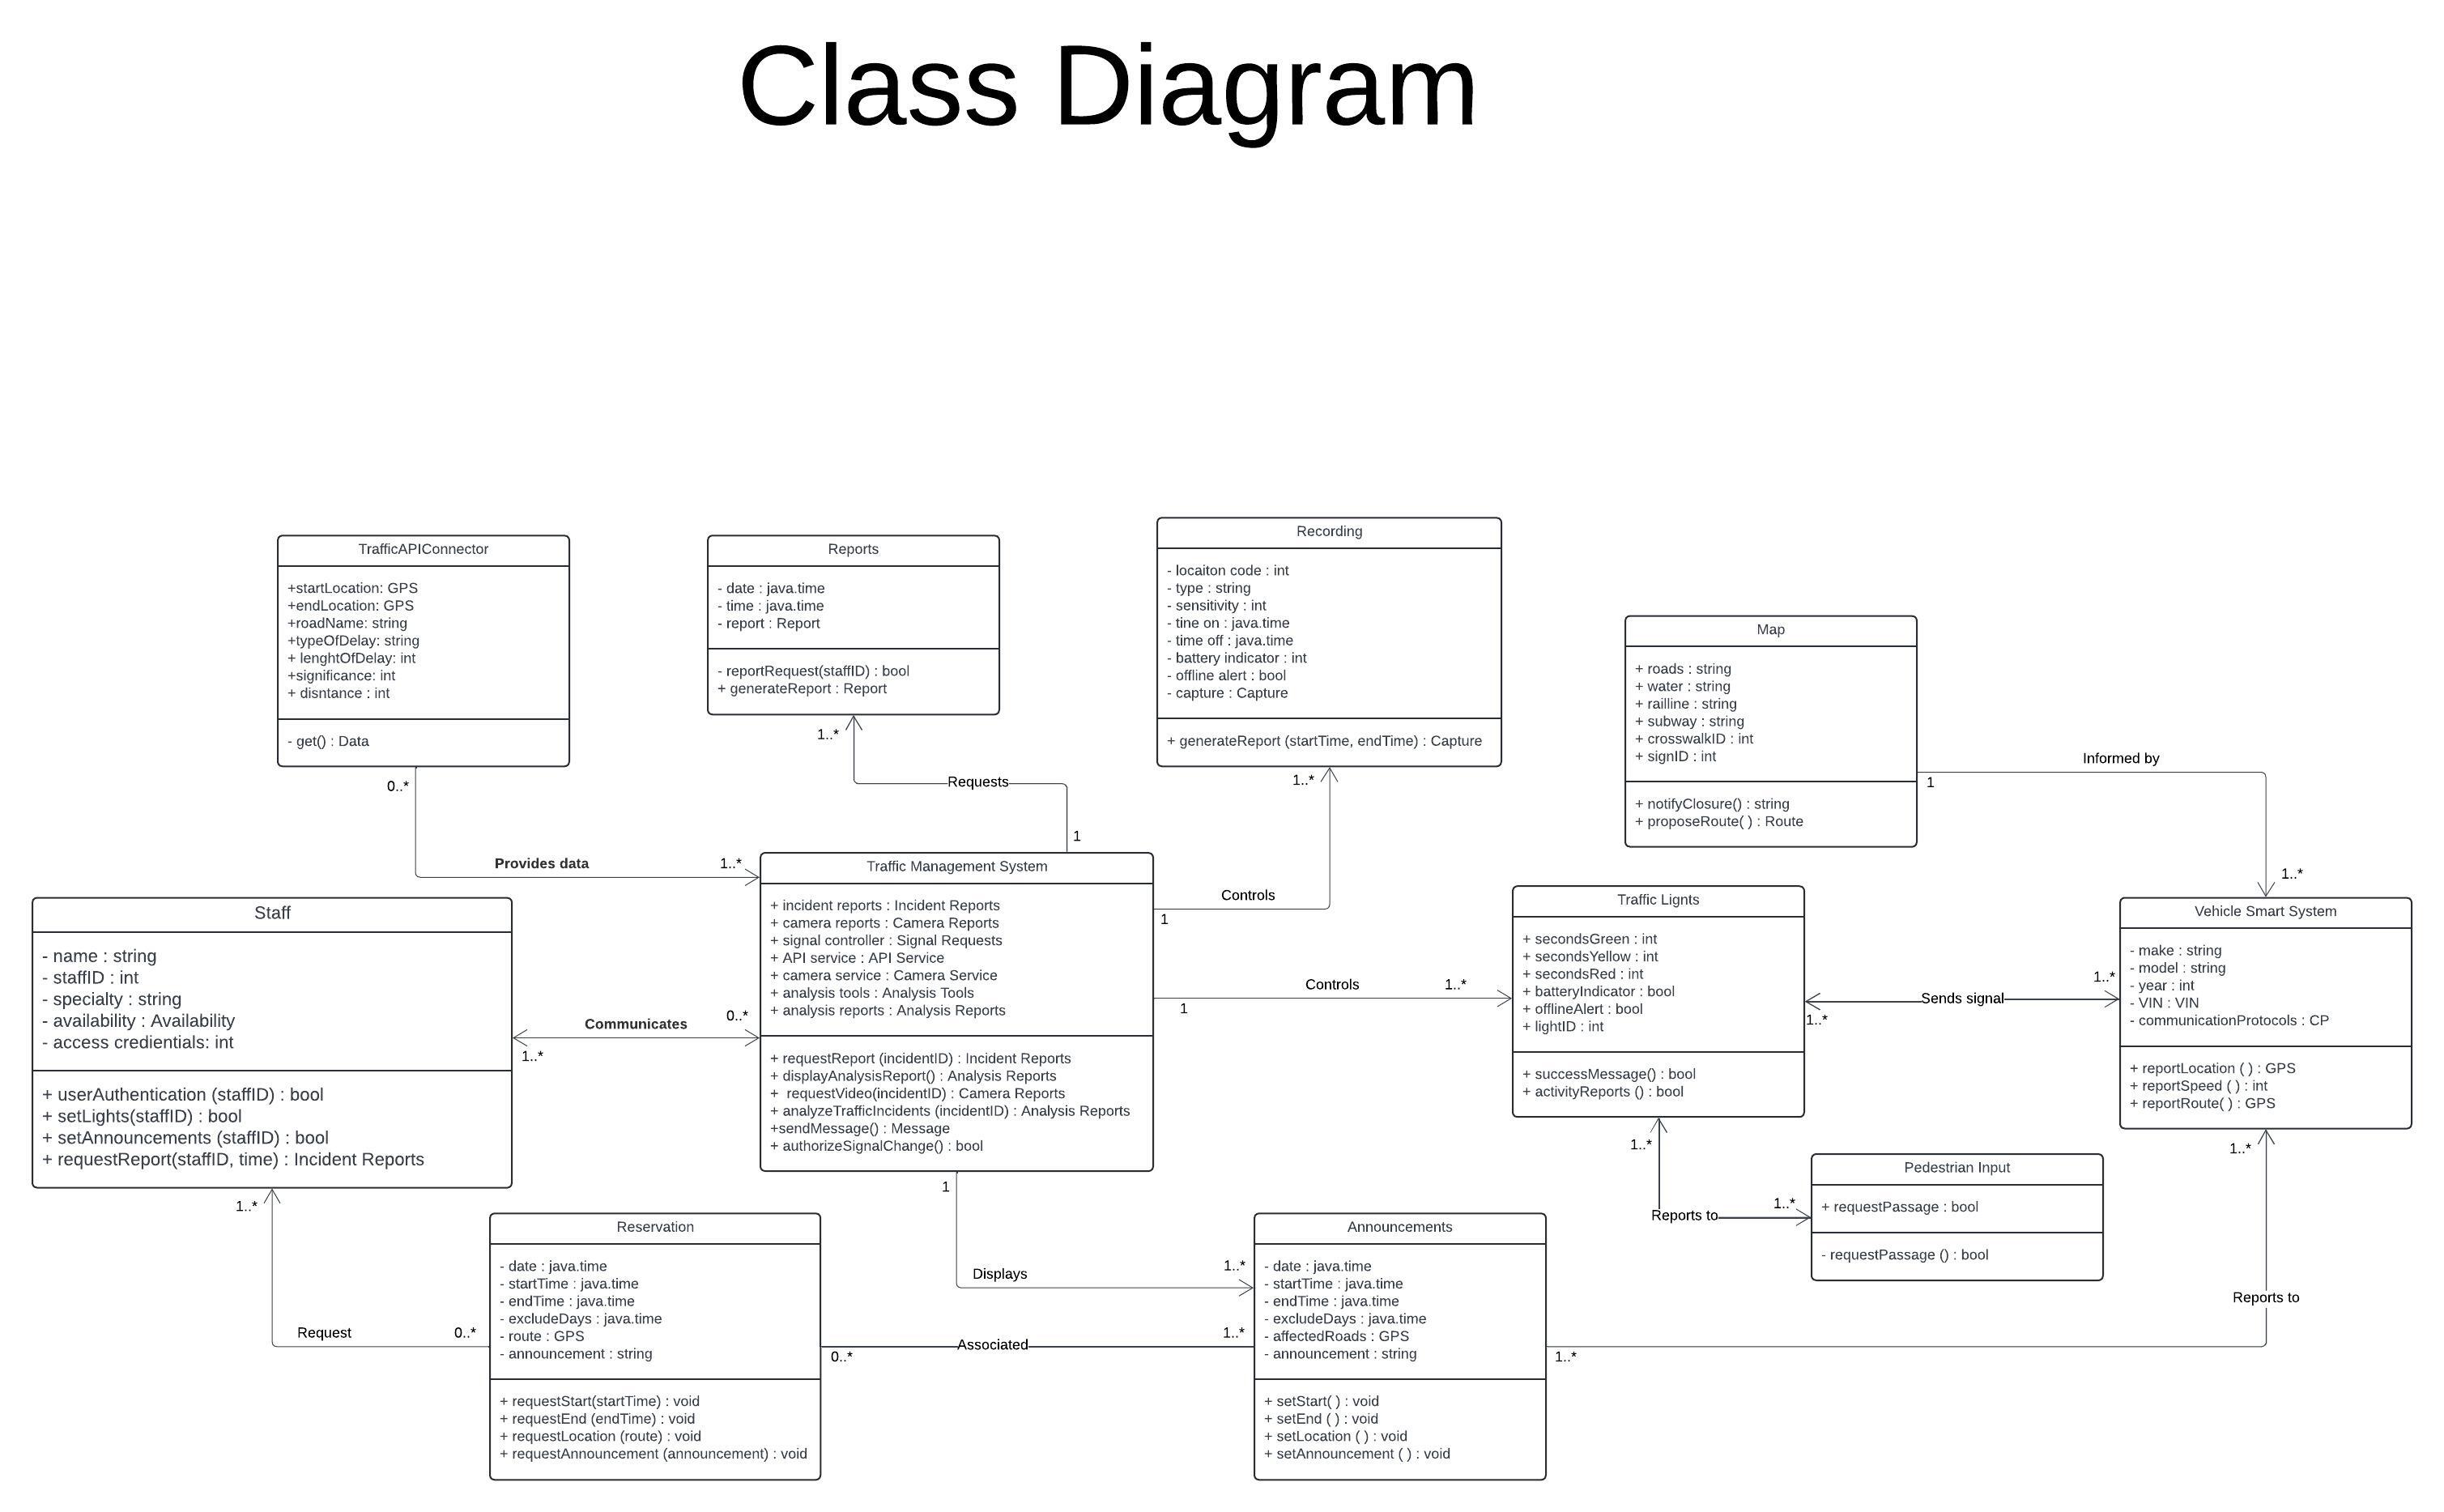 Class Diagram
TrafficAPIConnector
+startLocation: GPS
+endLocation: GPS
+roadName: string
+typeOfDelay: string
+ lenghtOfDelay: int
+significance: int
+ disntance : int
- get() : Data
0..*
Provides data
1..*
Reports
- date : java.time
- time : java.time
- report : Report
- reportRequest(staffID) : bool
+ generateReport : Report
1..*
Requests
1
Recording
- locaiton code : int
- type : string
- sensitivity : int
- tine on : java.time
- time off : java.time
- battery indicator : int
- offline alert : bool
- capture : Capture
+ generateReport (startTime, endTime) : Capture
1..*
Controls
1
Map
+ roads : string
+ water : string
+ railline : string
+ subway : string
+ crosswalkID : int
+ signID : int
+ notifyClosure() : string
+ proposeRoute( ) : Route
1
Informed by
1..*
Staff
- name : string
- staffID : int
- specialty : string
- availability : Availability
- access credientials: int
+ userAuthentication (staffID) : bool
+ setLights(staffID) : bool
+ setAnnouncements (staffID) : bool
+ requestReport(staffID, time) : Incident Reports
1..*
Communicates
0..*
1..*
Request
0..*
Traffic Management System
+ incident reports : Incident Reports
+ camera reports : Camera Reports
+ signal controller : Signal Requests
+ API service : API Service
+ camera service : Camera Service
+ analysis tools : Analysis Tools
+ analysis reports : Analysis Reports
+ requestReport (incidentID) : Incident Reports
+ displayAnalysisReport() : Analysis Reports
+  requestVideo(incidentID) : Camera Reports
+ analyzeTrafficIncidents (incidentID) : Analysis Reports
+sendMessage() : Message
+ authorizeSignalChange() : bool
1
Controls
1..*
1
Displays
1..*
Traffic Lignts
+ secondsGreen : int
+ secondsYellow : int
+ secondsRed : int
+ batteryIndicator : bool
+ offlineAlert : bool
+ lightID : int
+ successMessage() : bool
+ activityReports () : bool
1..*
Sends signal
1..*
1..*
Reports to
1..*
Vehicle Smart System
- make : string
- model : string
- year : int
- VIN : VIN
- communicationProtocols : CP
+ reportLocation ( ) : GPS
+ reportSpeed ( ) : int
+ reportRoute( ) : GPS
1..*
Reports to
Pedestrian Input
+ requestPassage : bool
- requestPassage () : bool
Reservation
- date : java.time
- startTime : java.time
- endTime : java.time
- excludeDays : java.time
- route : GPS
- announcement : string
+ requestStart(startTime) : void
+ requestEnd (endTime) : void
+ requestLocation (route) : void
+ requestAnnouncement (announcement) : void
0..*
Associated
1..*
Announcements
- date : java.time
- startTime : java.time
- endTime : java.time
- excludeDays : java.time
- affectedRoads : GPS
- announcement : string
+ setStart( ) : void
+ setEnd ( ) : void
+ setLocation ( ) : void
+ setAnnouncement ( ) : void
1..*